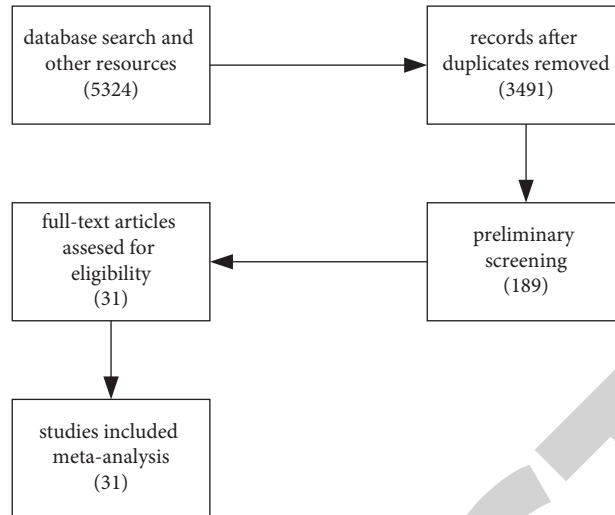 database search and
other resources
(5324)
records after
duplicates removed
(3491)
full-text articles
assesed for
eligibility
(31)
preliminary
screening
(189)
studies included
meta-analysis
(31)